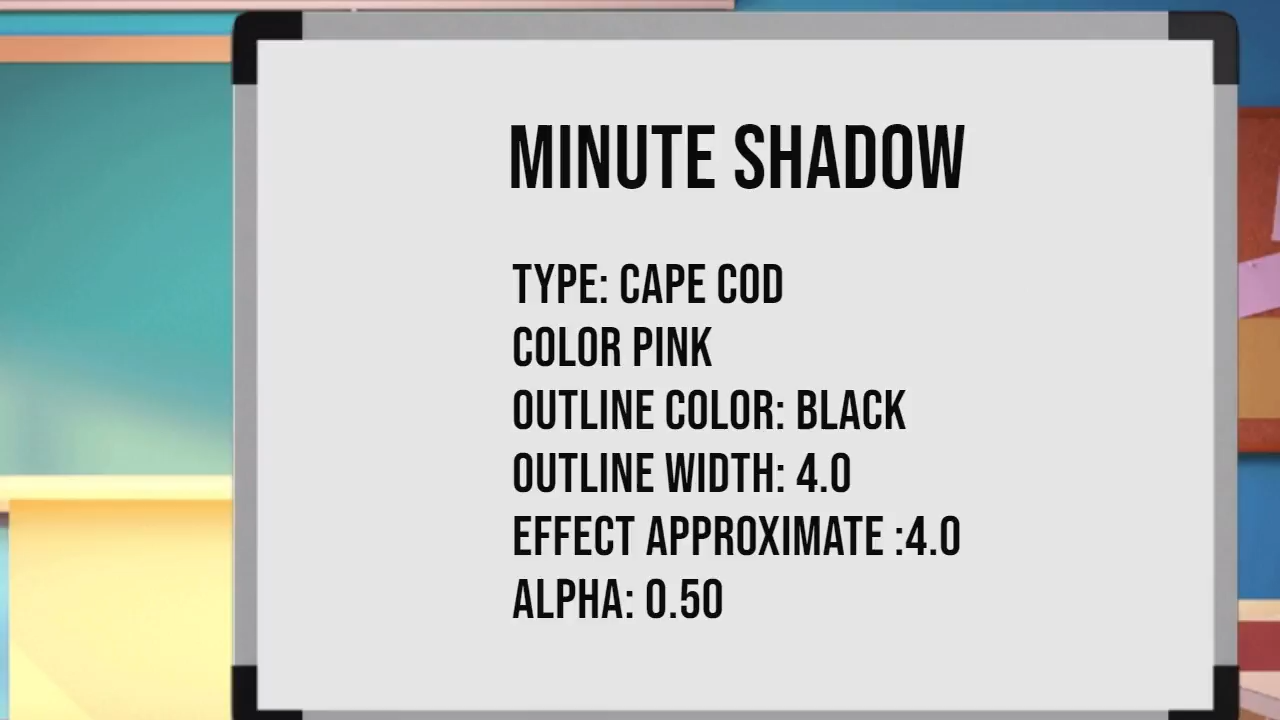 MINUTE SHADOW
TYPE: CAPE COD
COLOR PINK
OUTLINE COLOR: BLACK
OUTLINE WIDTH: 4.0
EFFECT APPROXIMATE :4.0
ALPHA: 0.50